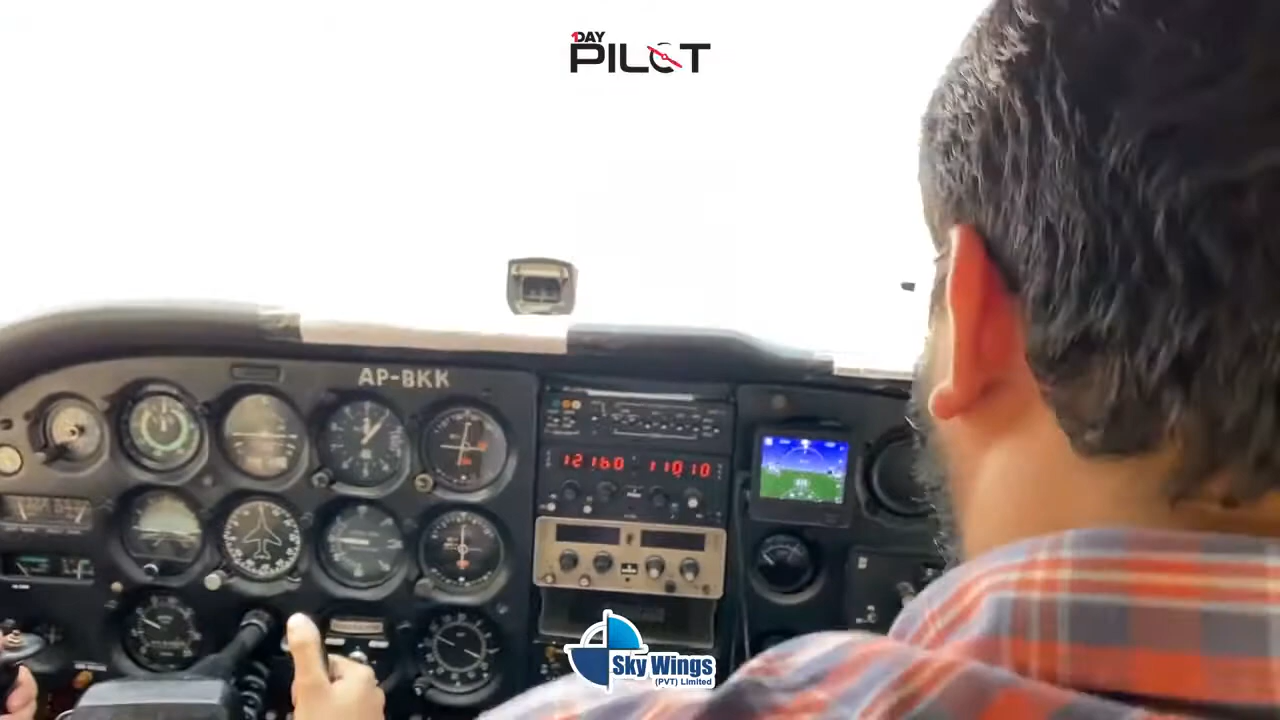 1DAY
PILOT
AP-BKK
12160 11010
Sky Wings
(PVT) Limited